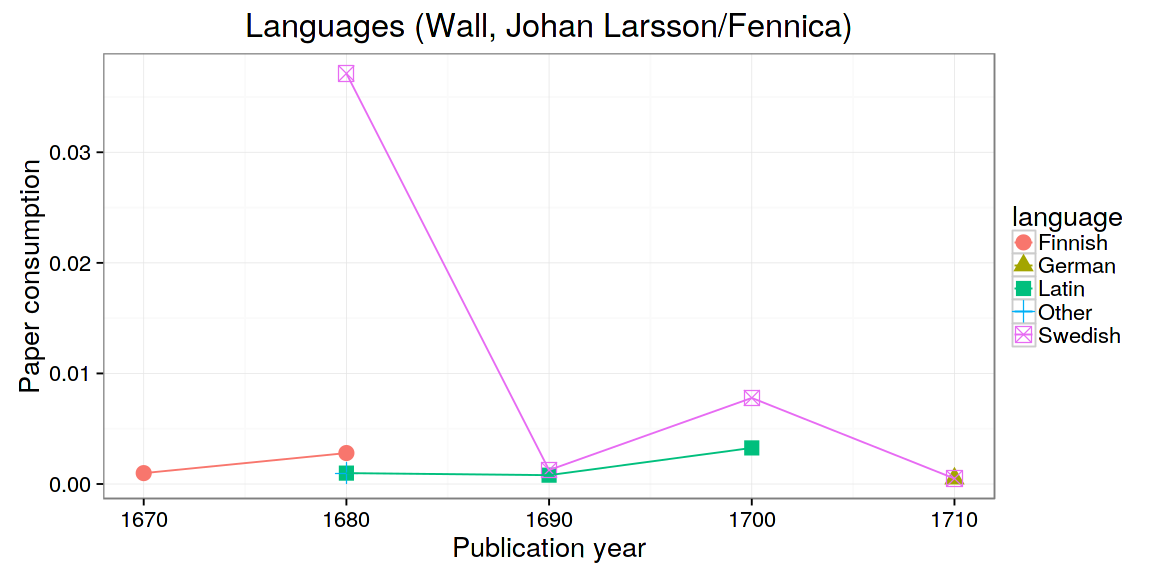 Languages (Wall, Johan Larsson/Fennica)
Paper consumption
0.03
0.02
0.01
0.00
1670 1680 1690 1700 1710
Publication year
language
Finnish
German
Latin
Other
Swedish